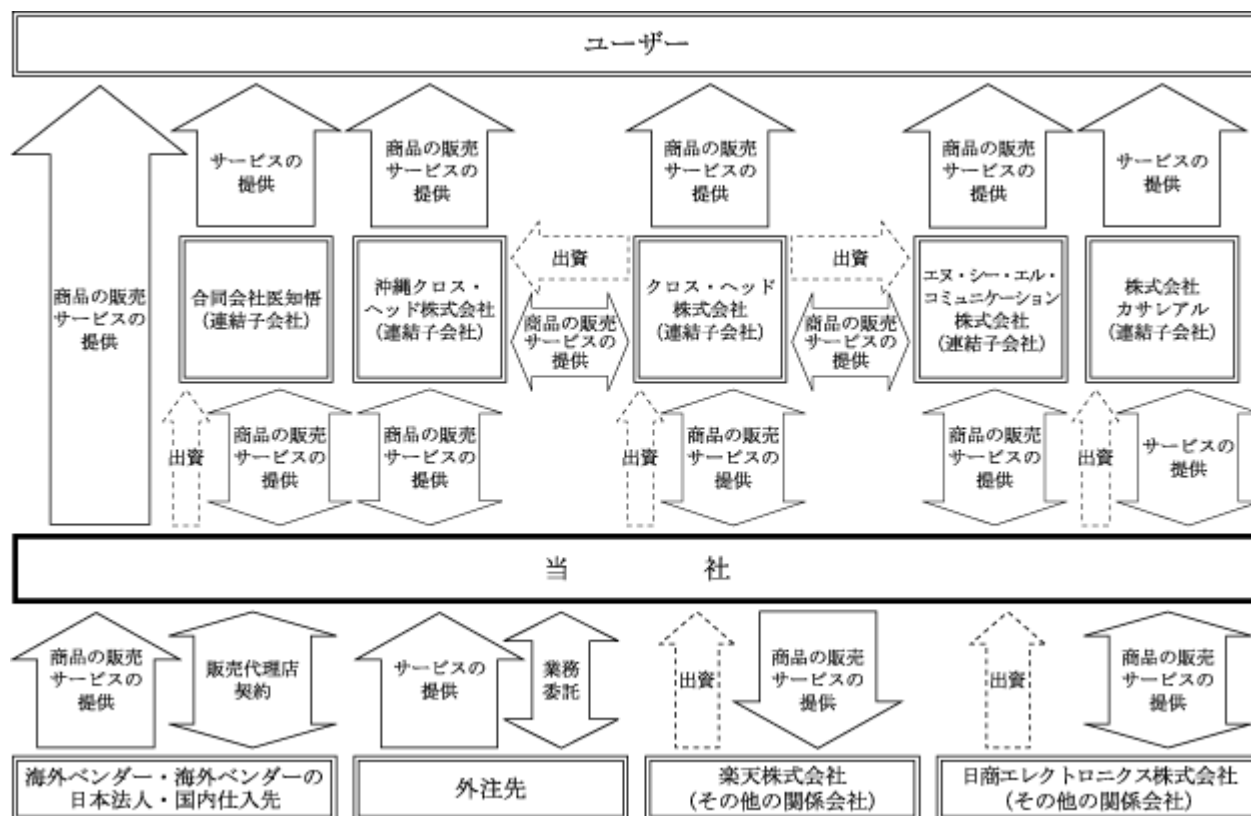 ユーザー
商品の販売
サービスの
提供
サービスの
提供
商品の販売
サービスの
提供
商品の販売
サービスの
提供
商品の販売
サービスの
提供
サービスの
提供
合同会社医知悟
(連結子会社)
沖縄クロス・
ヘッド株式会社
(連結子会社)
出資
商品の販売
サービスの
提供
クロス・ヘッド
株式会社
(連結子会社)
出資
商品の販売
サービスの
提供
エヌ・シー・エル・
コミュニケーション
株式会社
(連結子会社)
株式会社
カサレアル
(連結子会社)
出資
商品の販売
サービスの
提供
商品の販売
サービスの
提供
出資
商品の販売
サービスの
提供
商品の販売
サービスの
提供
出資
サービスの
提供
当 社
商品の販売
サービスの
提供
販売代理店
契約
サービスの
提供
業務
委託
出資
商品の販売
サービスの
提供
出資
商品の販売
サービスの
提供
海外ベンダー・海外ベンダーの
日本法人・国内仕入先
外注先
楽天株式会社
(その他の関係会社)
日商エレクトロニクス株式会社
(その他の関係会社)